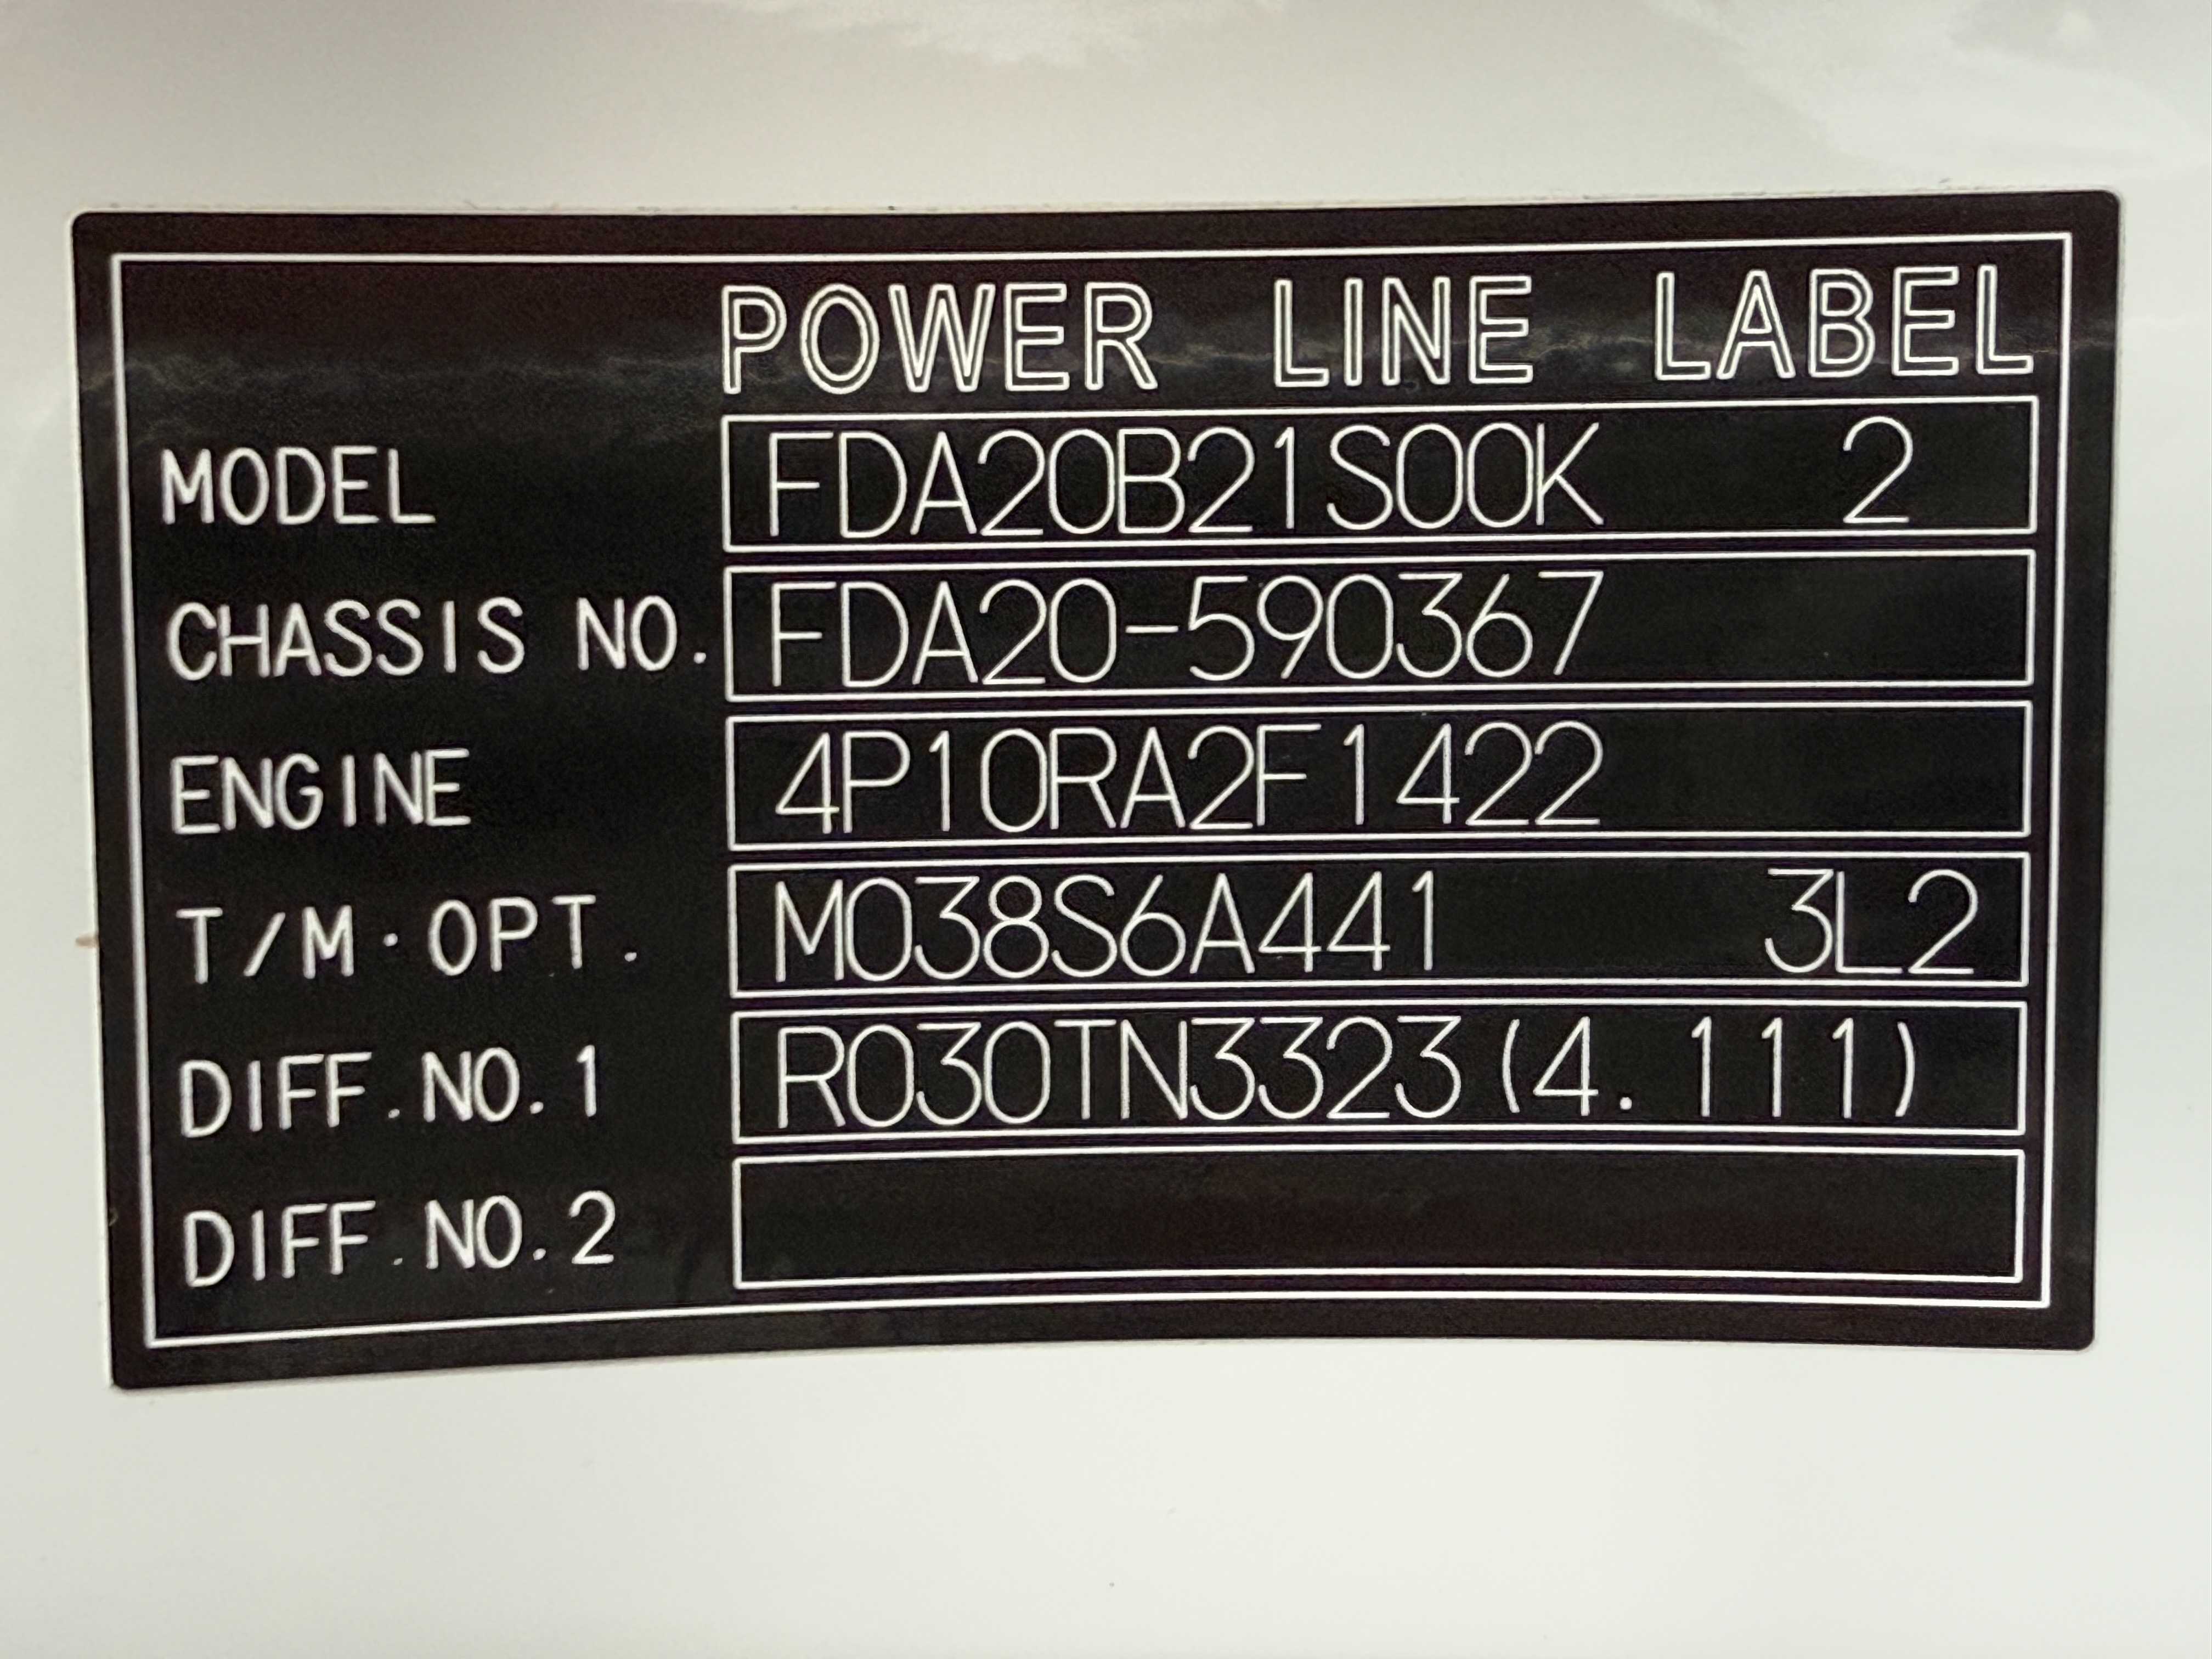 POWER LINE LABEL
MODEL FDA20B21S00K 2
CHASSIS NO. FDA20-590367
ENGINE 4P10RA2F1422
T/M·OPT. M038S6A441 3L2
DIFF.NO.1 R030TN3323(4.111)
DIFF.NO.2